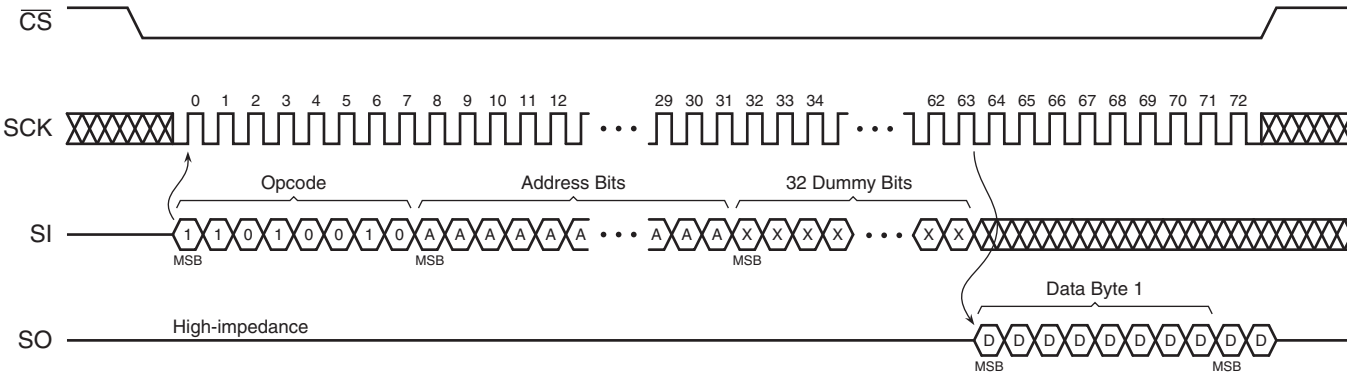 CS
SCK
0 1 2 3 4 5 6 7 8 9 10 11 12 29 30 31 32 33 34 62 63 64 65 66 67 68 69 70 71 72
Opcode Address Bits 32 Dummy Bits
SI
1 1 0 1 0 0 1 0 A A A A A A A A A X X X X X X
MSB MSB MSB
Data Byte 1
High-impedance
SO
D D D D D D D D D D
MSB MSB